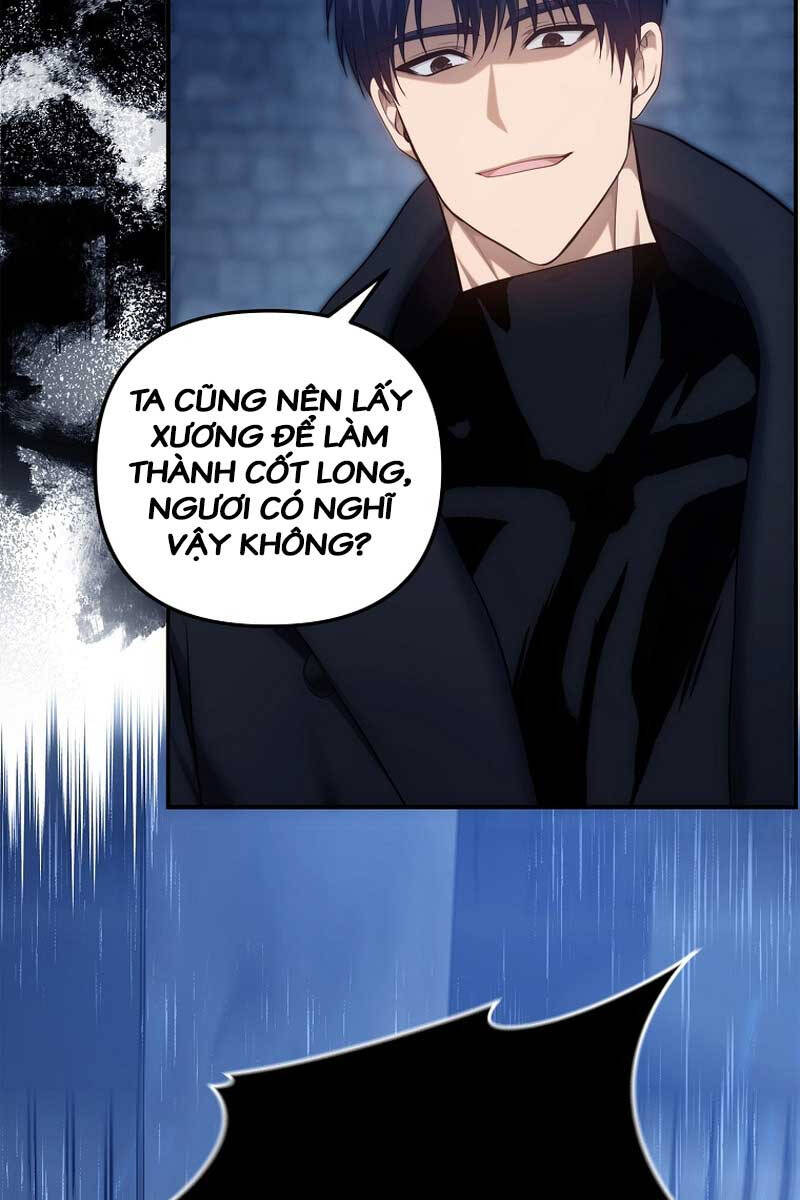 TA CŨNG NÊN LẤY
XƯƠNG ĐỂ LÀM
THÀNH CỐT LONG,
NGƯƠI CÓ NGHĨ
VẬY KHÔNG?